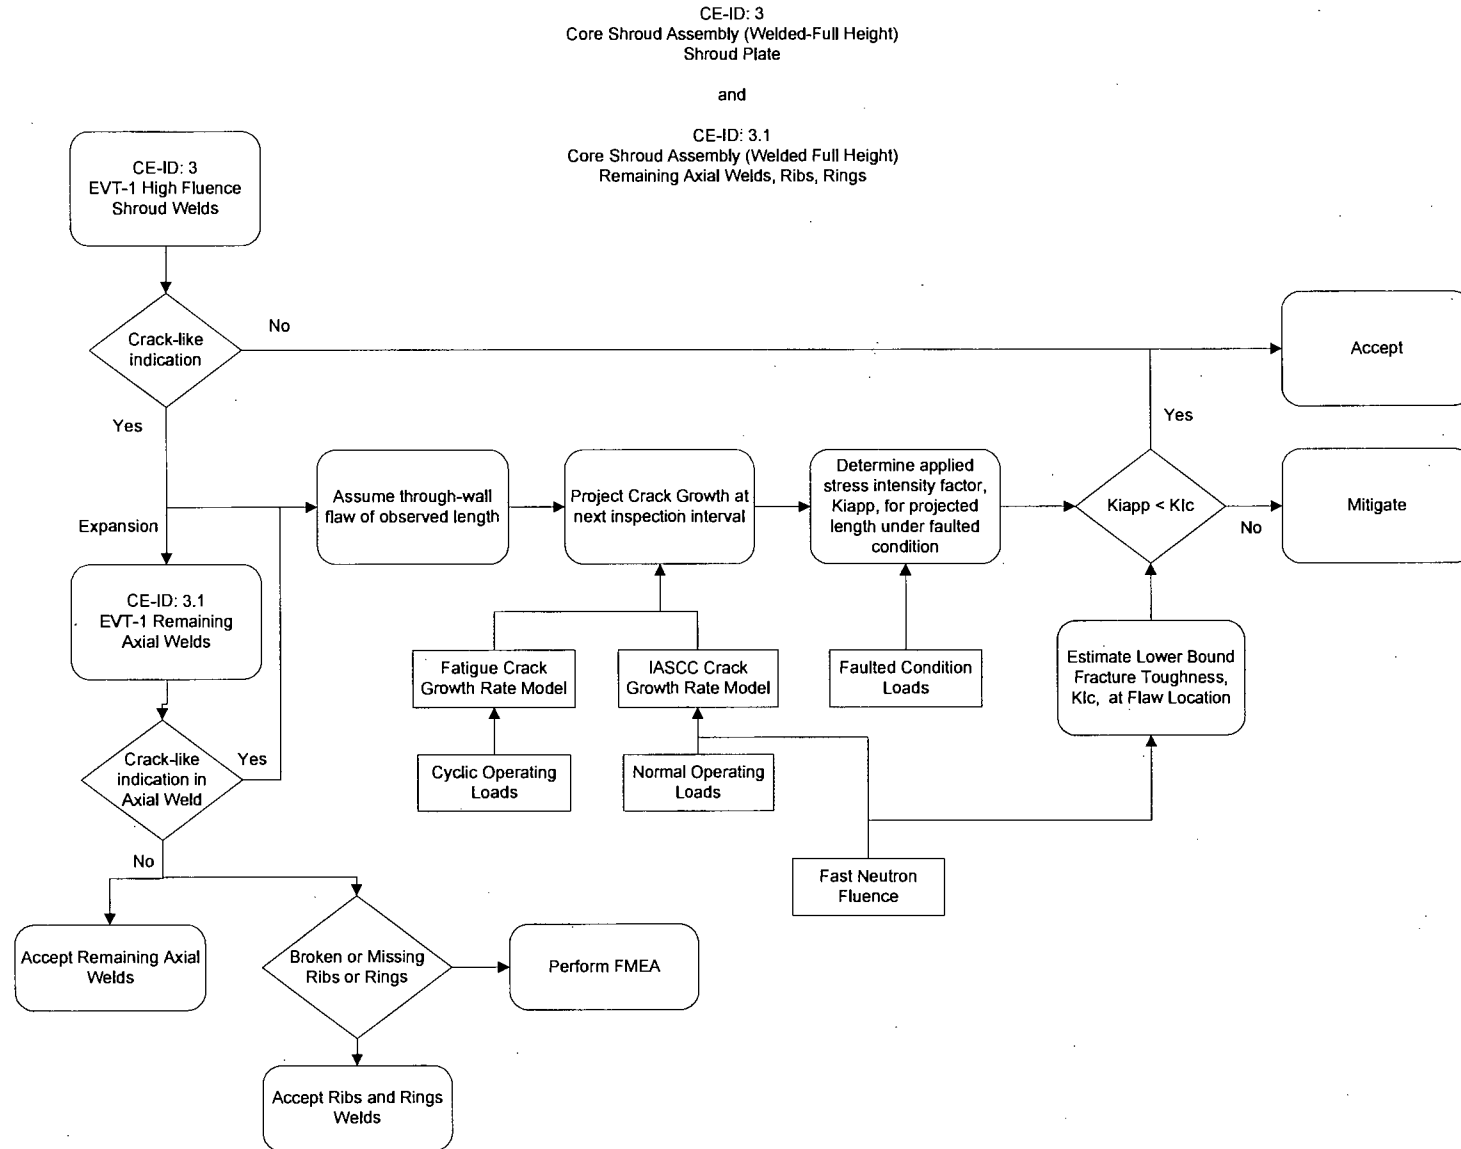 CE-ID: 3
Core Shroud Assembly (Welded-Full Height)
Shroud Plate
and
CE-ID: 3.1
Core Shroud Assembly (Welded Full Height)
Remaining Axial Welds, Ribs, Rings
CE-ID: 3
EVT-1 High Fluence
Shroud Welds
Crack-like
indication
No
Yes
Accept
Expansion
Assume through-wall
flaw of observed length
Project Crack Growth at
next inspection interval
Determine applied
stress intensity factor,
Kiapp, for projected
length under faulted
condition
Kiapp < KIc
Yes
No
Mitigate
CE-ID: 3.1
EVT-1 Remaining
Axial Welds
Fatigue Crack
Growth Rate Model
IASCC Crack
Growth Rate Model
Faulted Condition
Loads
Estimate Lower Bound
Fracture Toughness,
KIc, at Flaw Location
Crack-like
indication in
Axial Weld
Yes
Cyclic Operating
Loads
Normal Operating
Loads
No
Fast Neutron
Fluence
Accept Remaining Axial
Welds
Broken or Missing
Ribs or Rings
Perform FMEA
Accept Ribs and Rings
Welds